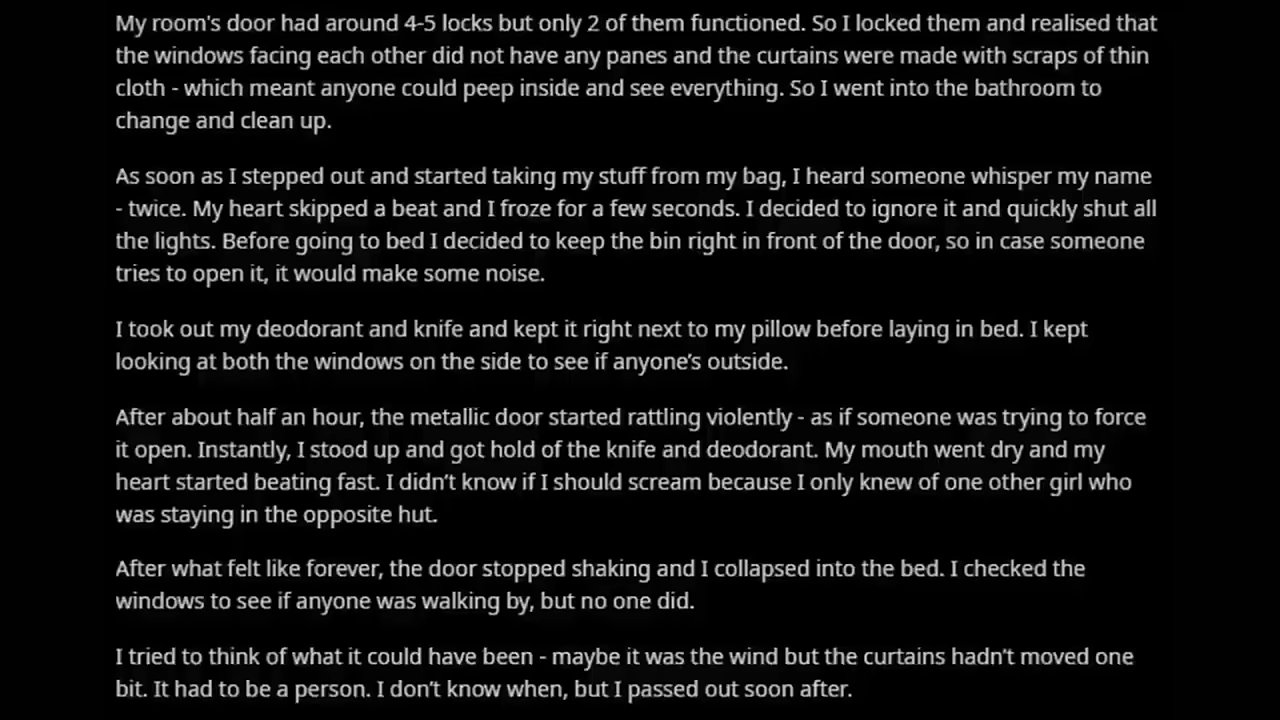 My room's door had around 4-5 locks but only 2 of them functioned. So I locked them and realised that
the windows facing each other did not have any panes and the curtains were made with scraps of thin
cloth - which meant anyone could peep inside and see everything. So I went into the bathroom to
change and clean up.
As soon as I stepped out and started taking my stuff from my bag, I heard someone whisper my name
- twice. My heart skipped a beat and I froze for a few seconds. I decided to ignore it and quickly shut all
the lights. Before going to bed I decided to keep the bin right in front of the door, so in case someone
tries to open it, it would make some noise.
I took out my deodorant and knife and kept it right next to my pillow before laying in bed. I kept
looking at both the windows on the side to see if anyone’s outside.
After about half an hour, the metallic door started rattling violently - as if someone was trying to force
it open. Instantly, I stood up and got hold of the knife and deodorant. My mouth went dry and my
heart started beating fast. I didn’t know if I should scream because I only knew of one other girl who
was staying in the opposite hut.
After what felt like forever, the door stopped shaking and I collapsed into the bed. I checked the
windows to see if anyone was walking by, but no one did.
I tried to think of what it could have been - maybe it was the wind but the curtains hadn’t moved one
bit. It had to be a person. I don’t know when, but I passed out soon after.